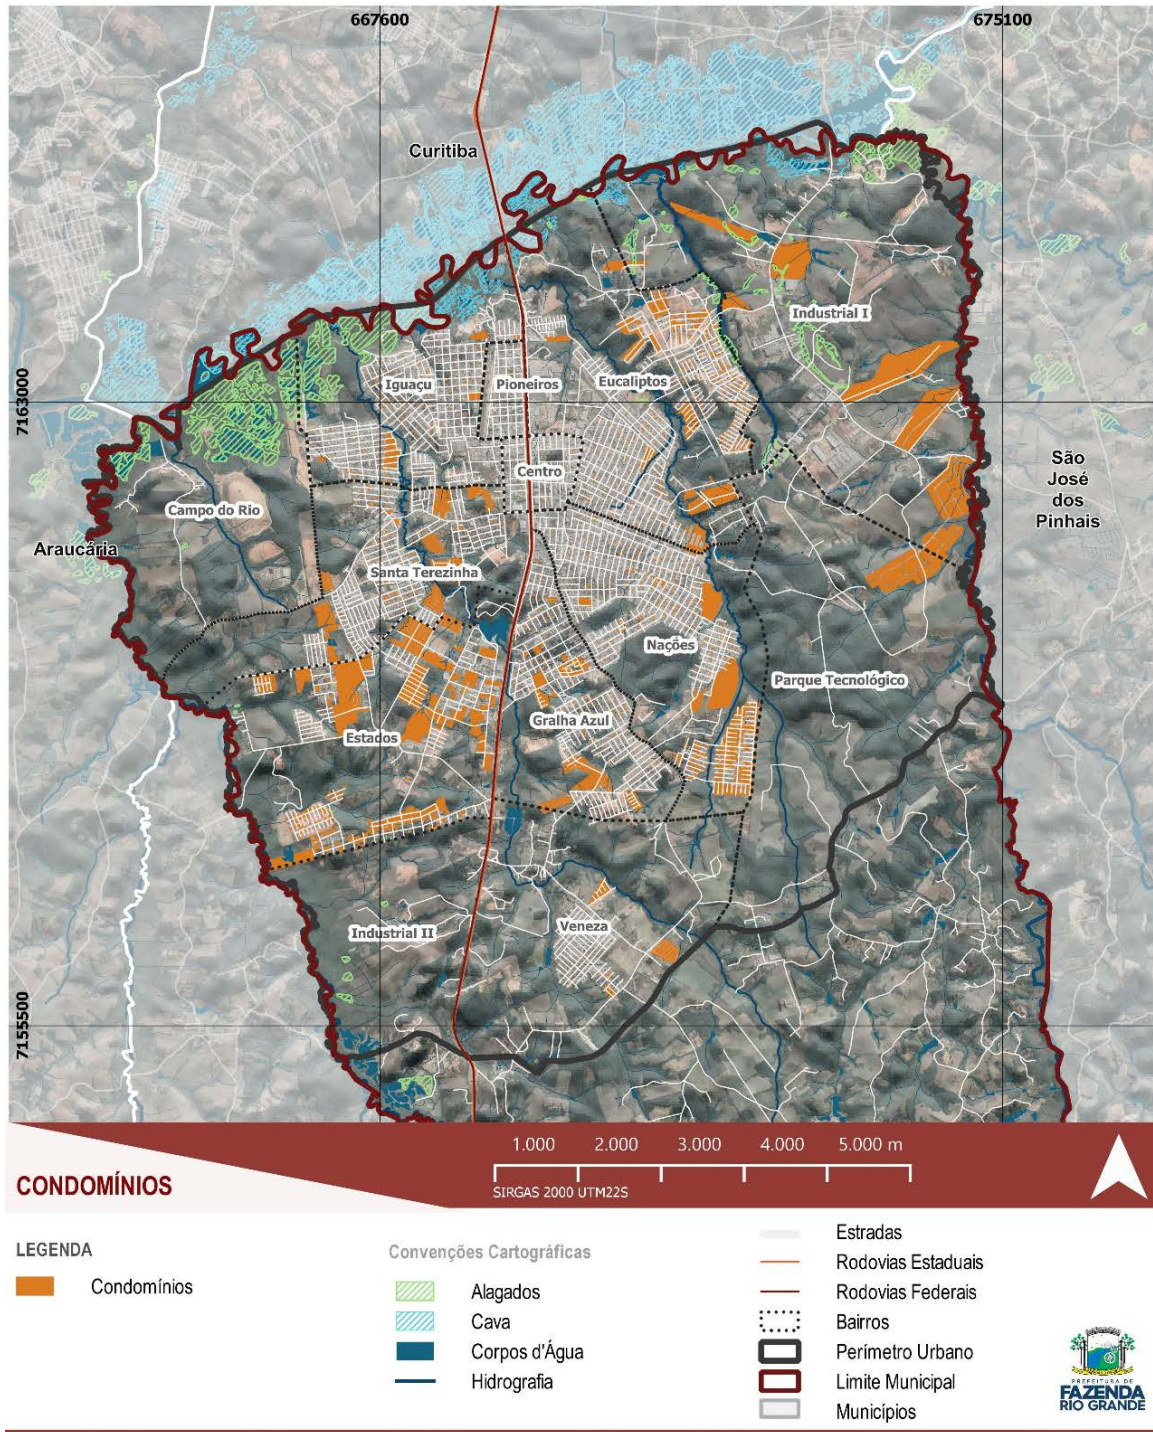 667600
675100
Curitiba
Industrial I
Iguaçu
Pioneiros
Eucaliptos
7163000
Centro
São
José
dos
Pinhais
Campo do Rio
Araucária
Santa Terezinha
Nações
Parque Tecnológico
Gralha Azul
Estados
Veneza
Industrial II
7155500
1.000 2.000 3.000 4.000 5.000 m
SIRGAS 2000 UTM22S
CONDOMÍNIOS
LEGENDA
Condomínios
Convenções Cartográficas
Alagados
Cava
Corpos d'Água
Hidrografia
Estradas
Rodovias Estaduais
Rodovias Federais
Bairros
Perímetro Urbano
Limite Municipal
Municípios
PREFEITURA DE
FAZENDA
RIO GRANDE